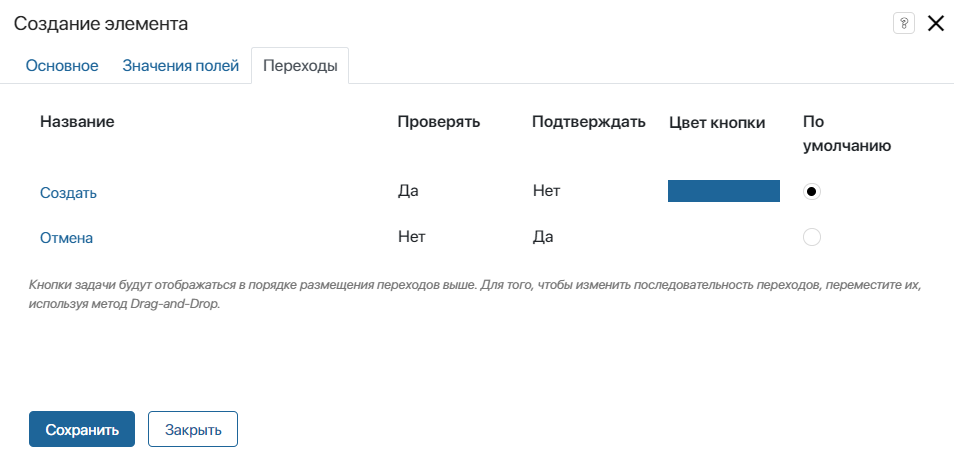 Создание элемента
?
Основное Значения полей Переходы
Название Проверять Подтверждать Цвет кнопки По умолчанию
Создать Да Нет
Отмена Нет Да
Кнопки задачи будут отображаться в порядке размещения переходов выше. Для того, чтобы изменить последовательность переходов, переместите их,
используя метод Drag-and-Drop.
Сохранить Закрыть